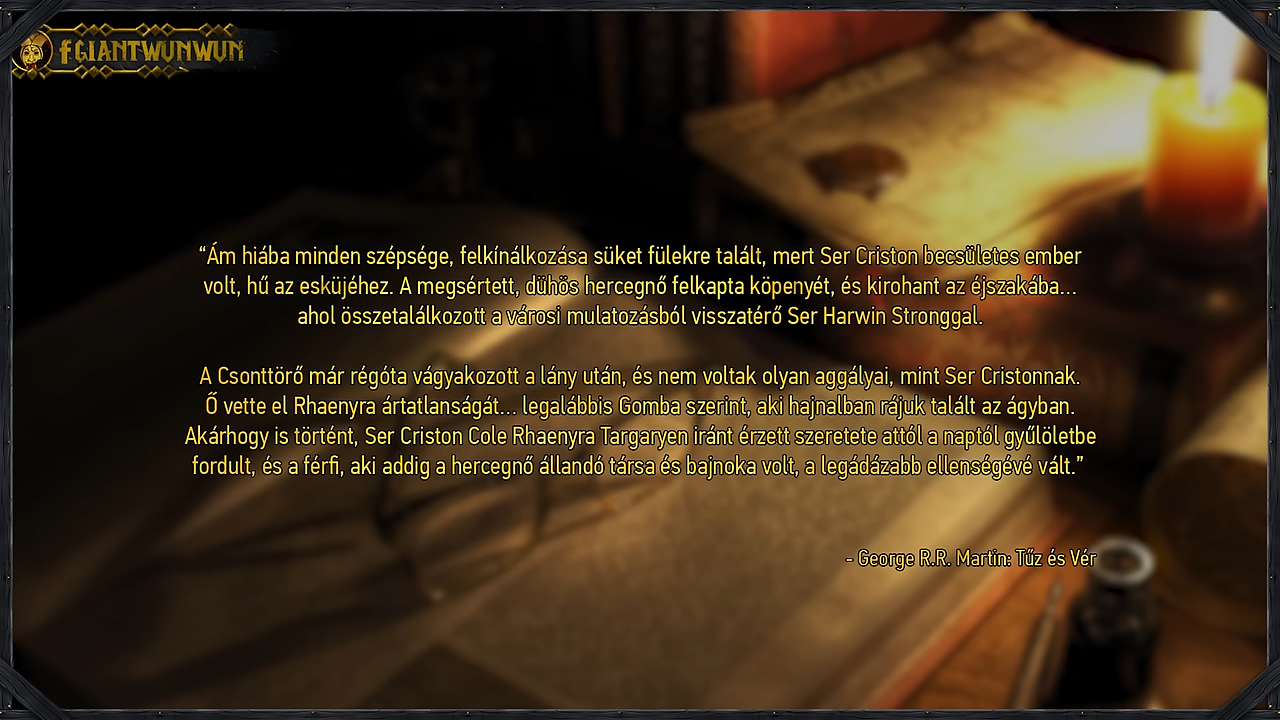 fGIANTWUNWUN
“Ám hiába minden szépsége, felkínálkozása süket fülekre talált, mert Ser Criston becsületes ember
volt, hű az esküjéhez. A megsértett, dühös hercegnő felkapta köpenyét, és kirohant az éjszakába...
ahol összetalálkozott a városi mulatozásból visszatérő Ser Harwin Stronggal.
A Csonttörő már régóta vágyakozott a lány után, és nem voltak olyan aggályai, mint Ser Cristonnak.
Ő vette el Rhaenyra ártatlanságát... legalábbis Gomba szerint, aki hajnalban rájuk talált az ágyban.
Akárhogy is történt, Ser Criston Cole Rhaenyra Targaryen iránt érzett szeretete attól a naptól gyűlöletbe
fordult, és a férfi, aki addig a hercegnő állandó társa és bajnoka volt, a legádázabb ellenségévé vált.”
- George R.R. Martin: Tűz és Vér